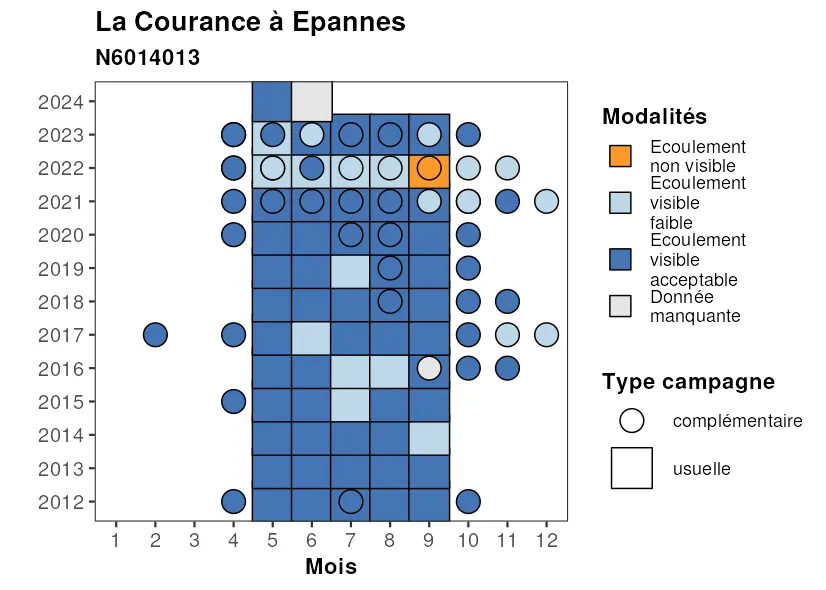 La Courance à Epannes
N6014013
2024
2023
2022
2021
2020
2019
2018
2017
2016
2015
2014
2013
2012
1 2 3 4 5 6 7 8 9 10 11 12
Mois
Modalités
Ecoulement
non visible
Ecoulement
visible
faible
Ecoulement
visible
acceptable
Donnée
manquante
Type campagne
complémentaire
usuelle